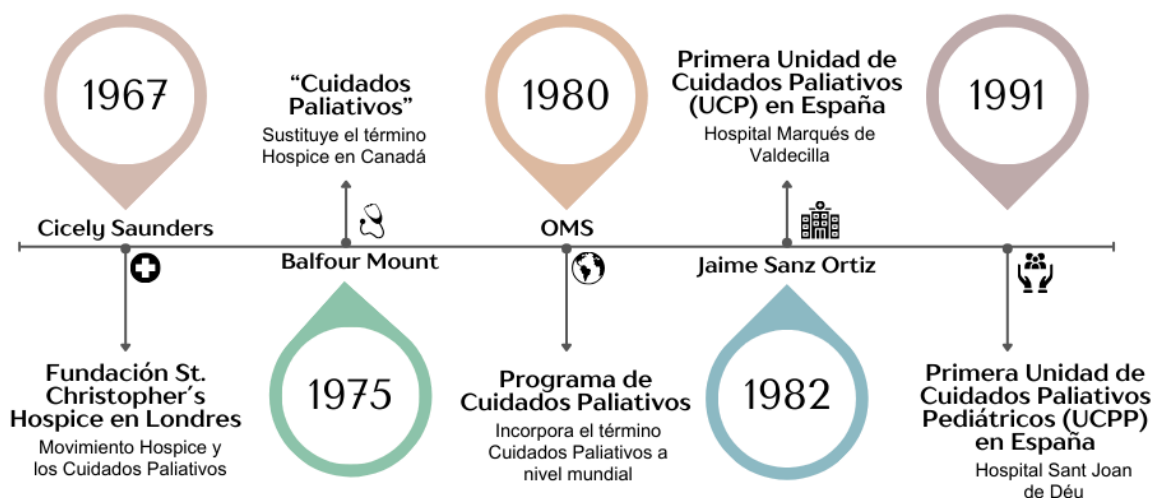 1967
Cicely Saunders
Fundación St.
Christopher´s
Hospice en Londres
Movimiento Hospice y
los Cuidados Paliativos
“Cuidados
Paliativos”
Sustituye el término
Hospice en Canadá
Balfour Mount
1975
1980
OMS
Programa de
Cuidados Paliativos
Incorpora el término
Cuidados Paliativos a
nivel mundial
Primera Unidad de
Cuidados Paliativos
(UCP) en España
Hospital Marqués de
Valdecilla
Jaime Sanz Ortiz
1982
1991
Primera Unidad de
Cuidados Paliativos
Pediátricos (UCPP)
en España
Hospital Sant Joan
de Déu